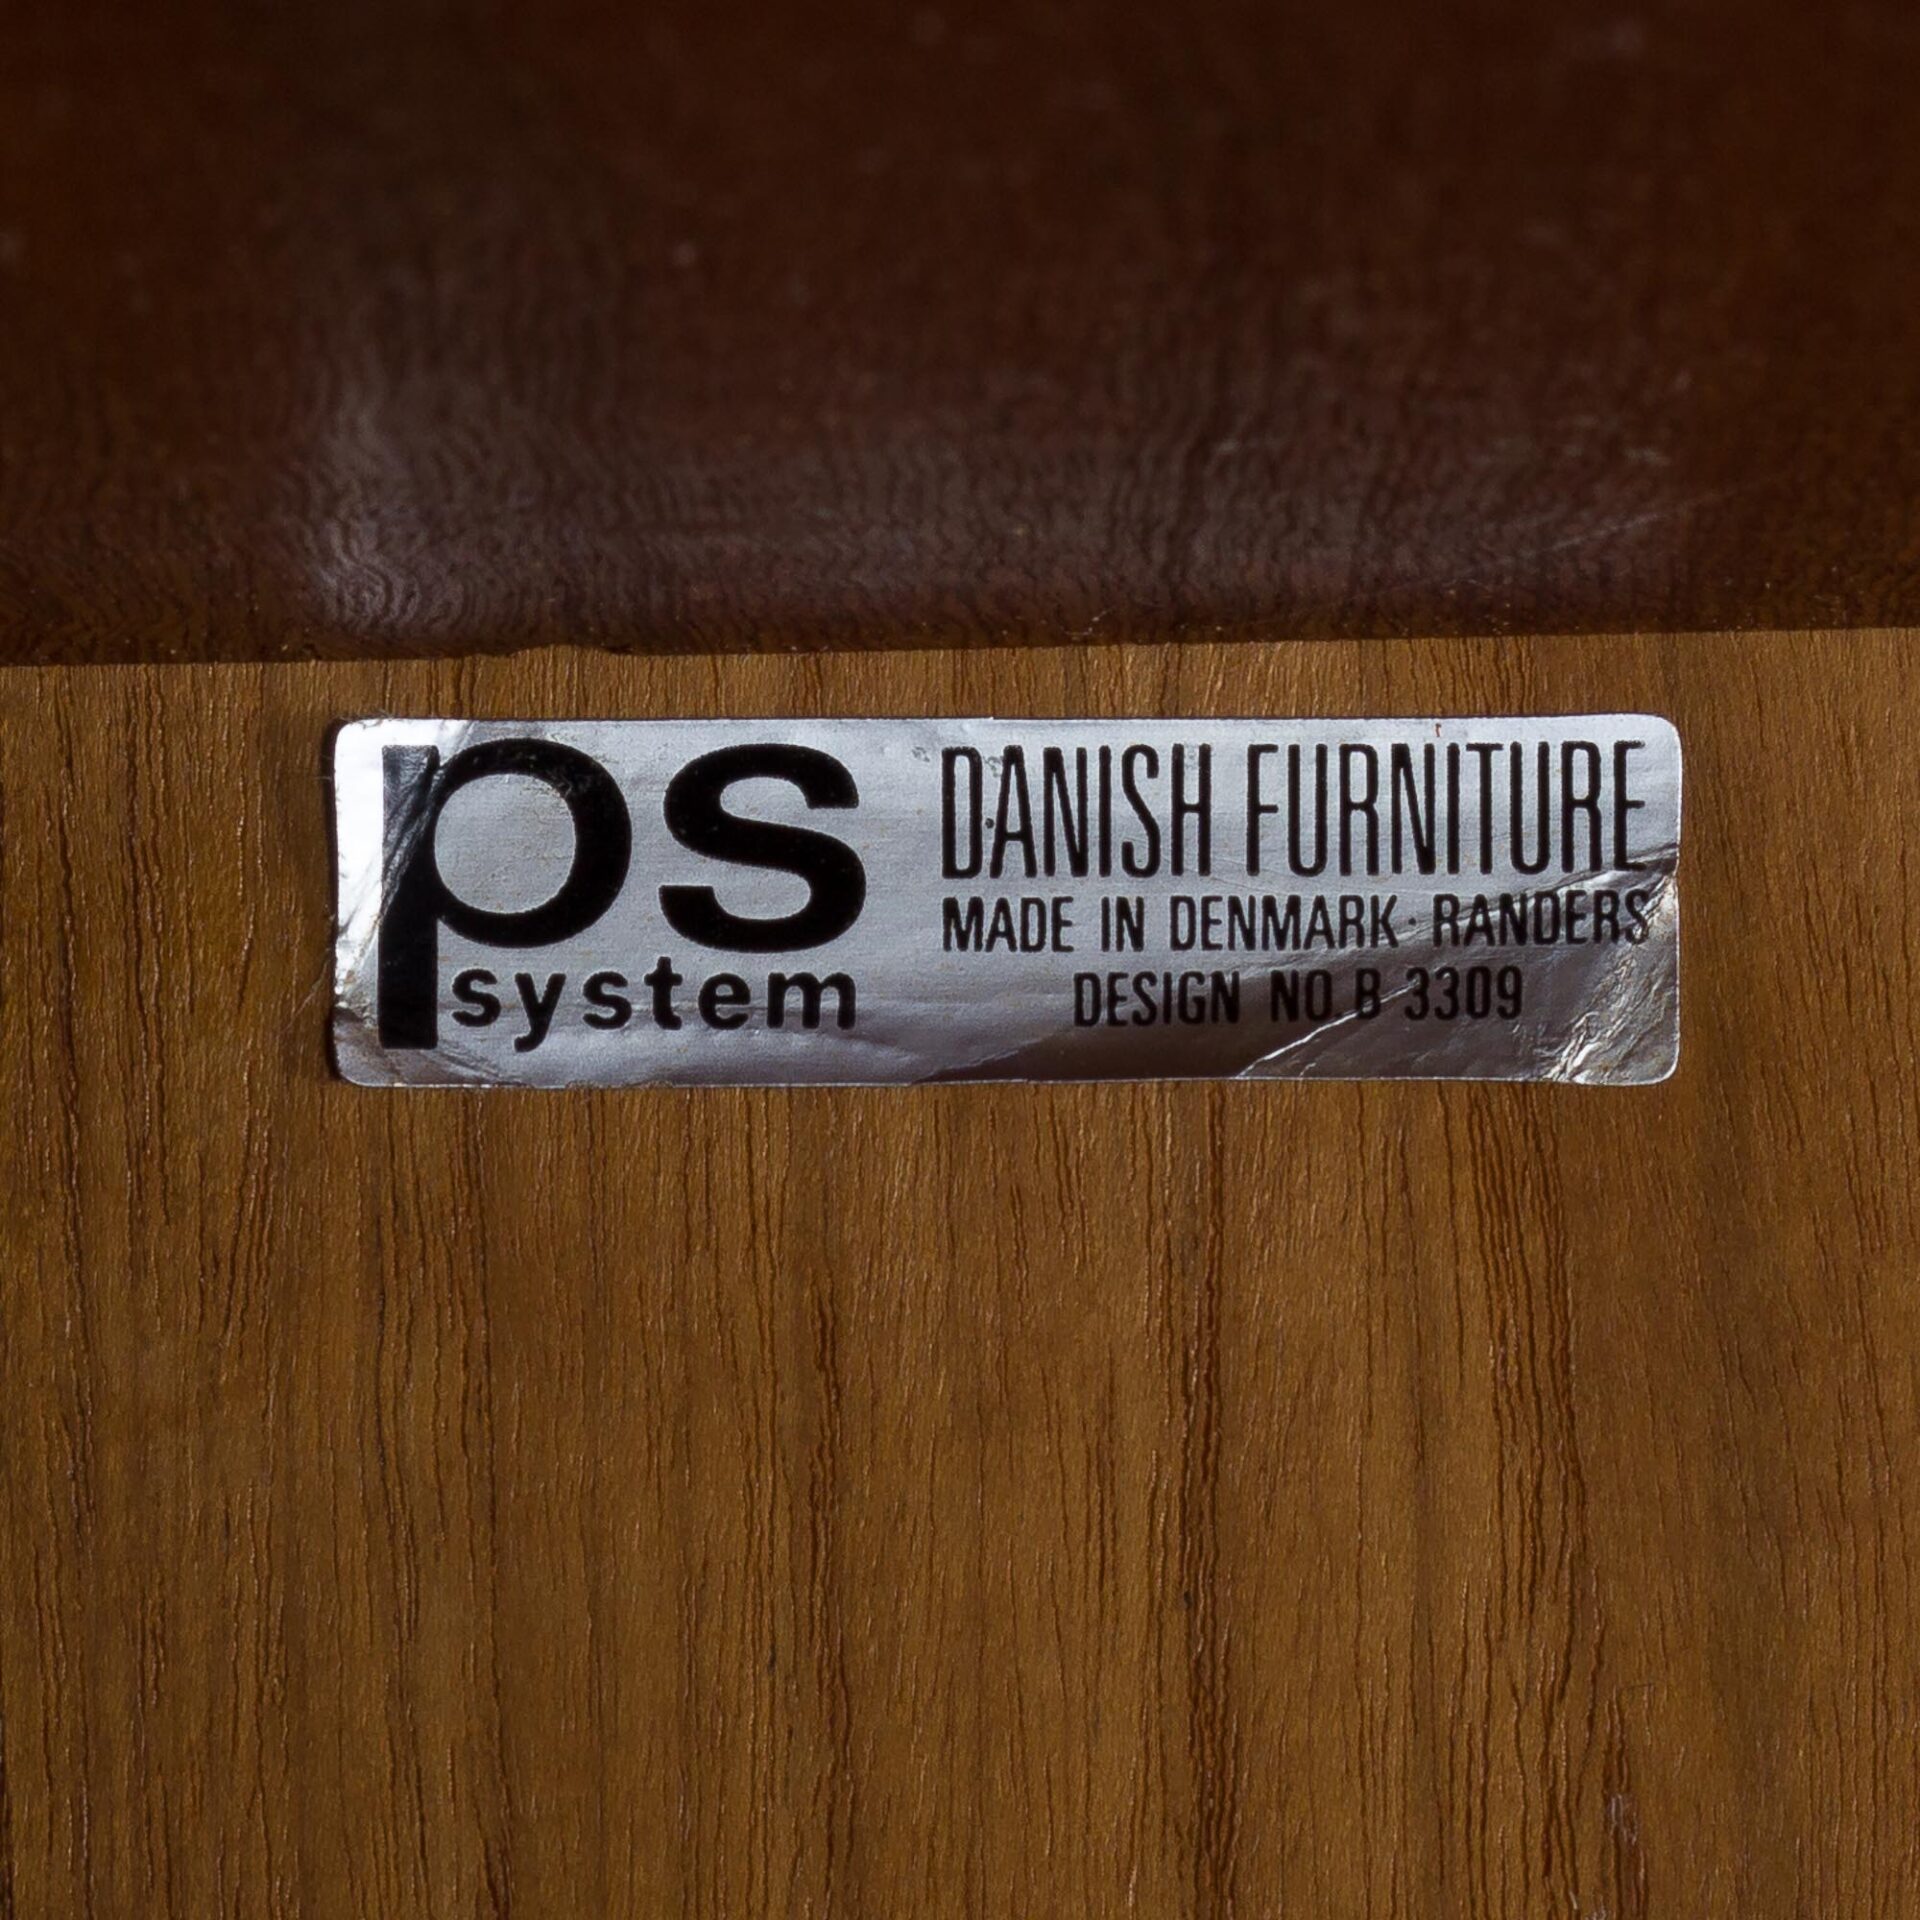 ps
system
DANISH FURNITURE
MADE IN DENMARK · RANDERS
DESIGN NO. B 3309